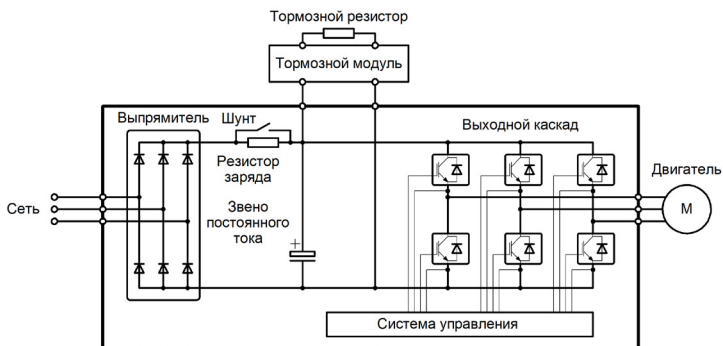 Тормозной резистор
Тормозной модуль
Выпрямитель
Шунт
Выходной каскад
Резистор
заряда
Двигатель
Сеть
Звено
постоянного
тока
+
M
Система управления